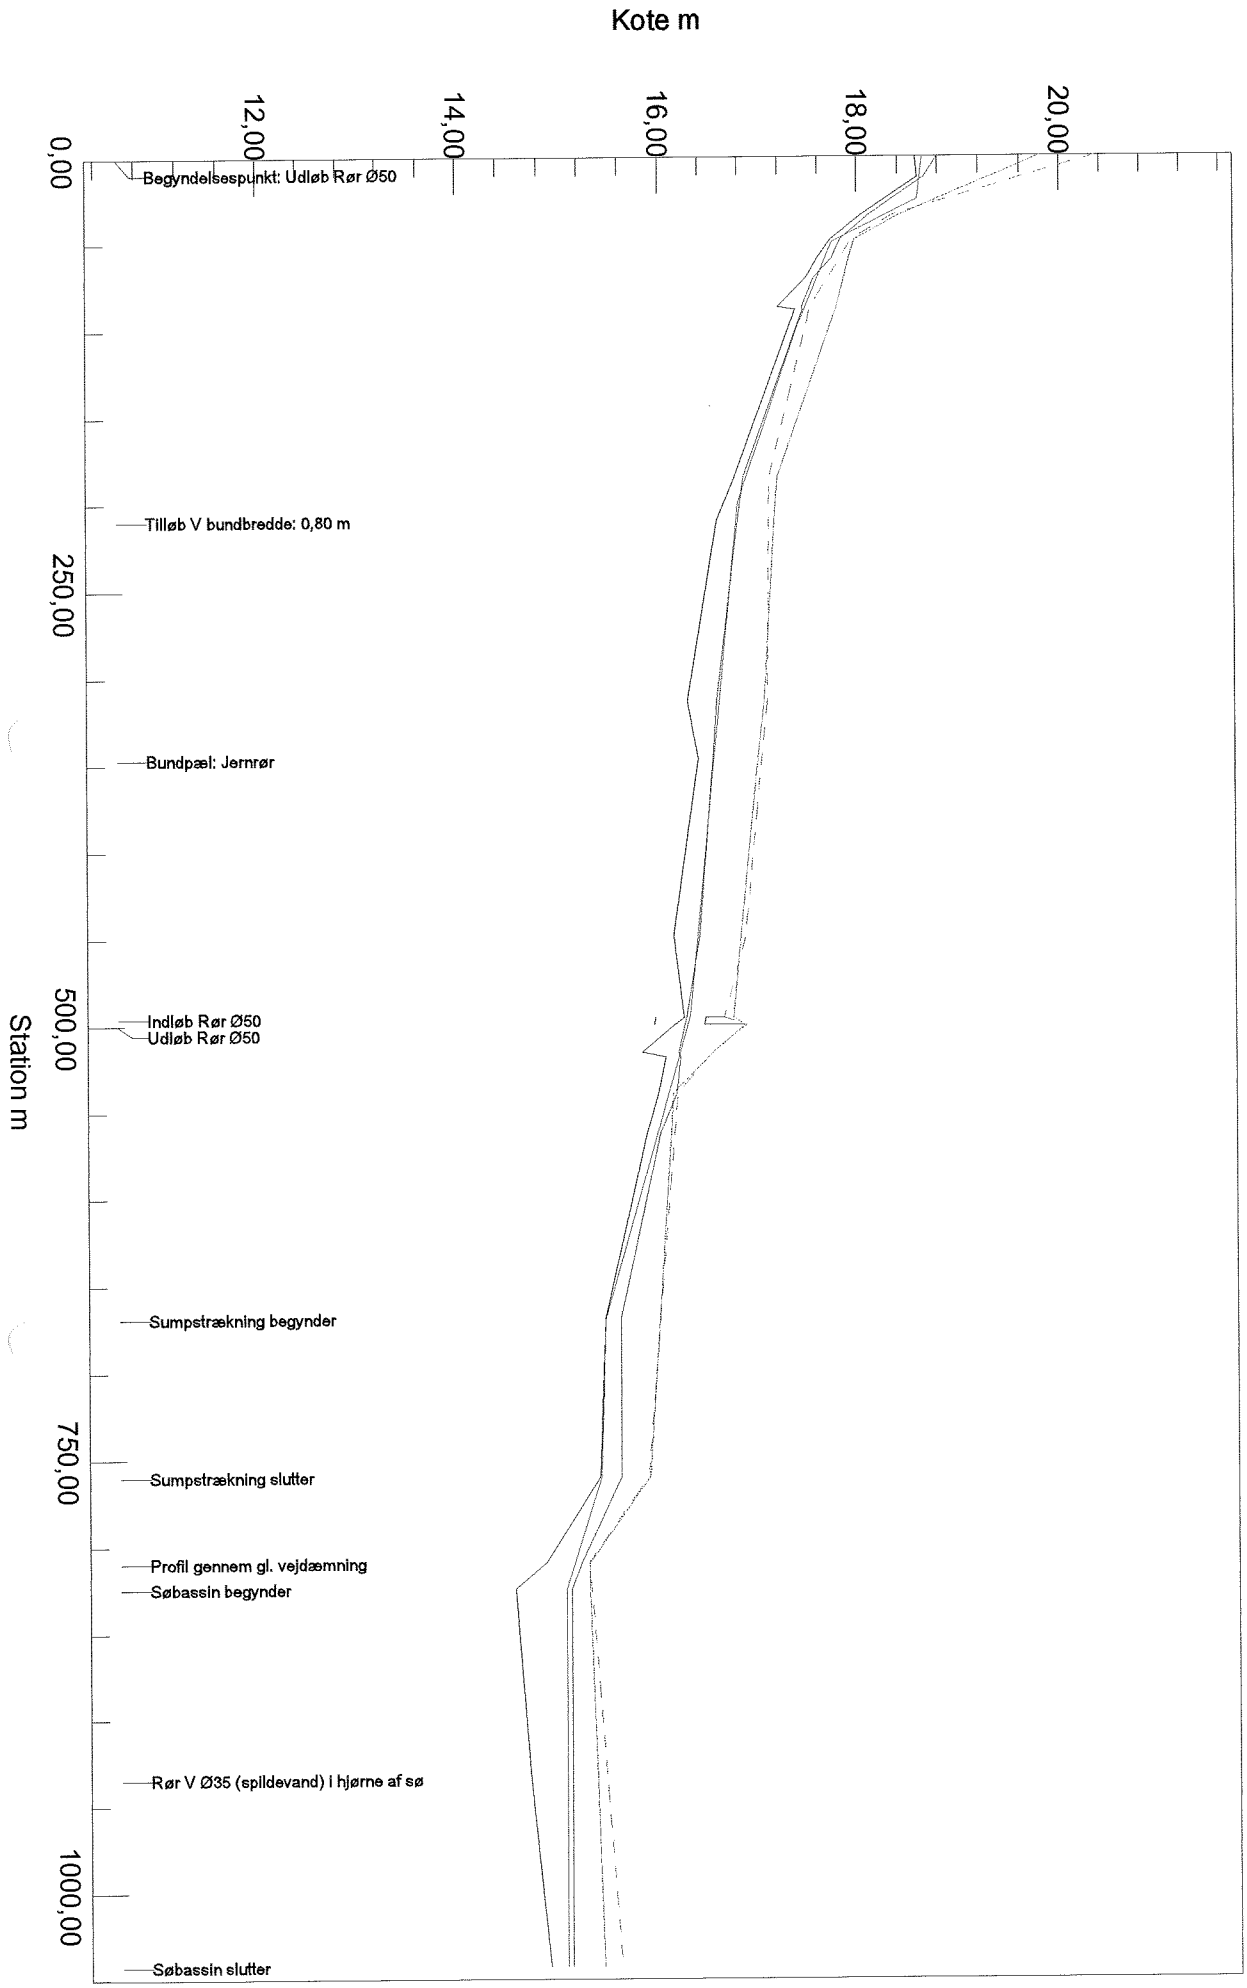 Kote m
12,00
14,00
16,00
18,00
20,00
0,00
250,00
500,00
750,00
1000,00
Station m
Begyndelsespunkt: Udløb Rør Ø50
Tilløb V bundbredde: 0,80 m
Bundpæl: Jernrør
Indløb Rør Ø50
Udløb Rør Ø50
Sumpstrækning begynder
Sumpstrækning slutter
Profil gennem gl. vejdæmning
Søbassin begynder
Rør V Ø35 (spildevand) i hjørne af sø
Søbassin slutter